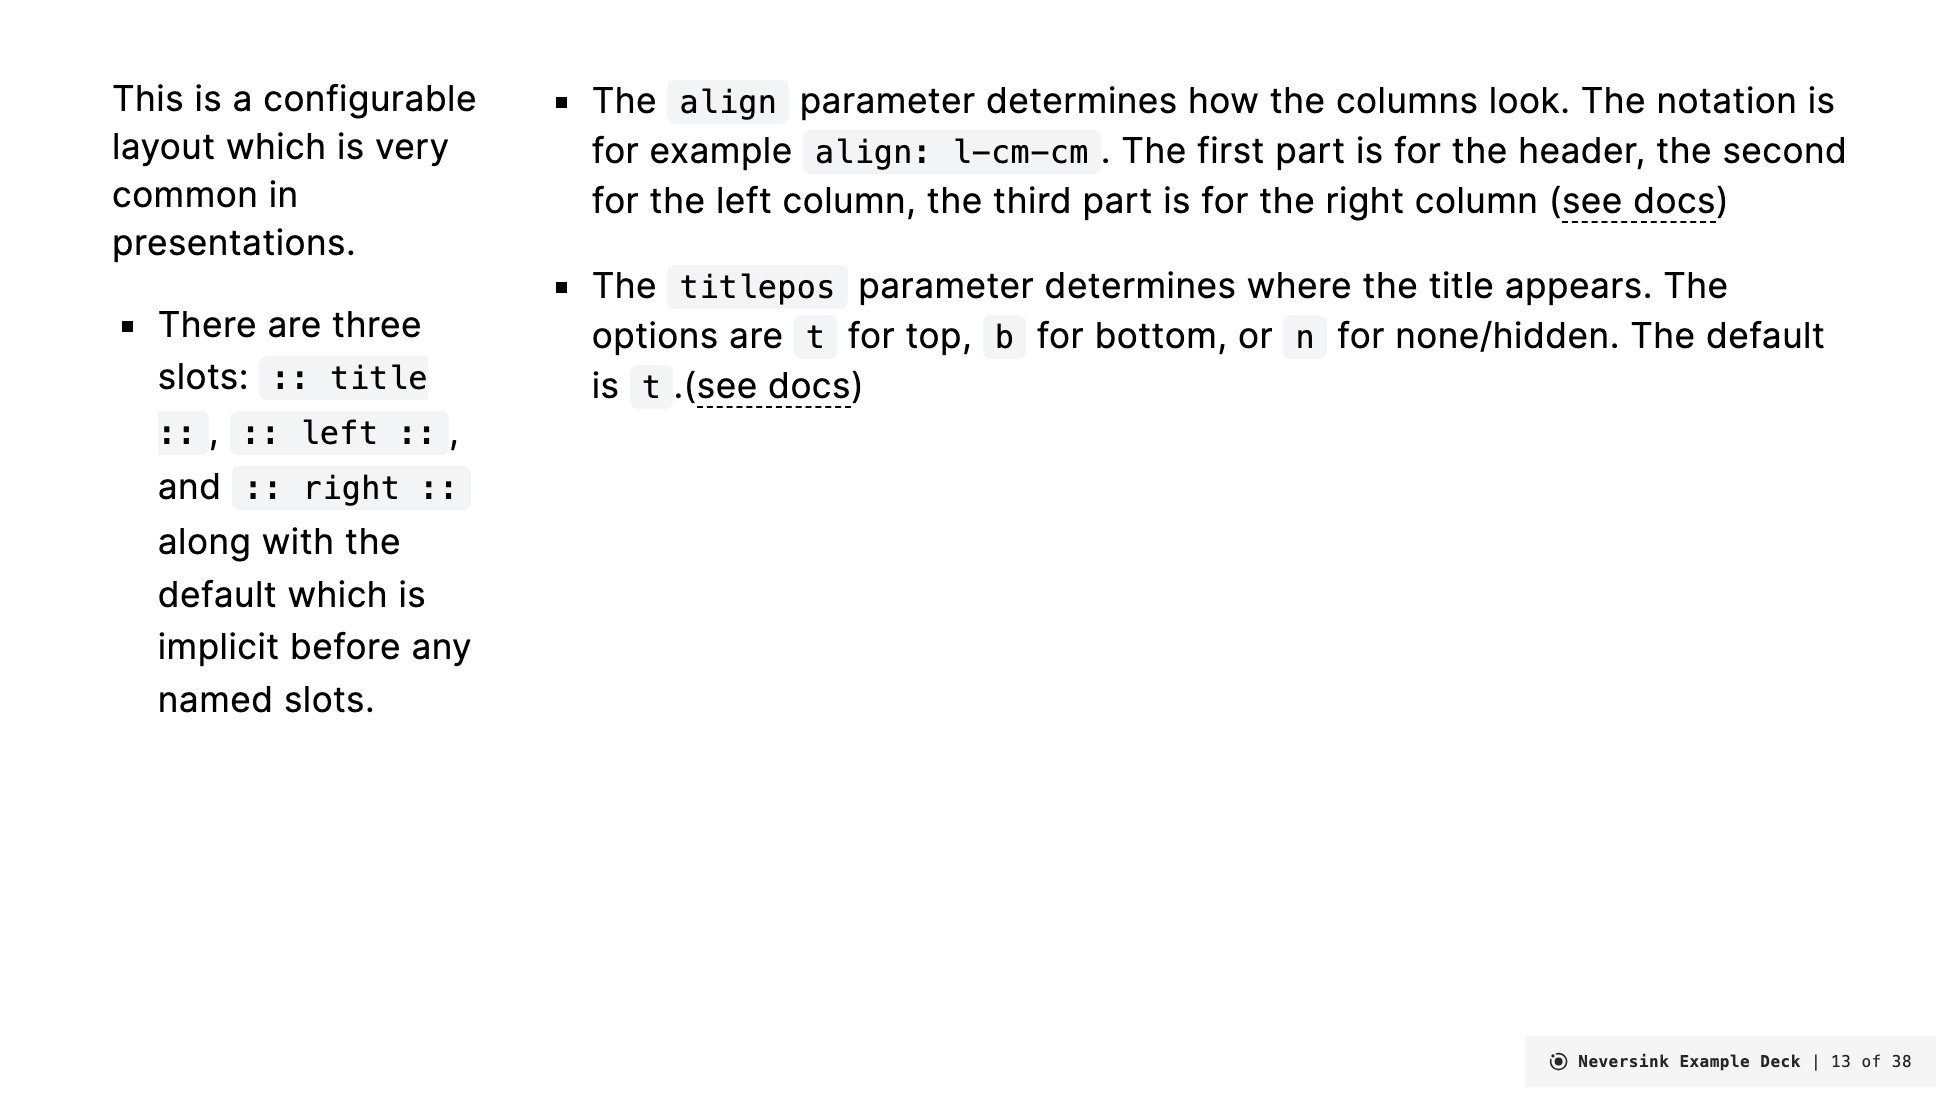 This is a configurable
layout which is very
common in
presentations.
▪ There are three
slots: :: title
::, :: left ::,
and :: right ::
along with the
default which is
implicit before any
named slots.
▪ The align parameter determines how the columns look. The notation is
for example align: l-cm-cm. The first part is for the header, the second
for the left column, the third part is for the right column (see docs)
▪ The titlepos parameter determines where the title appears. The
options are t for top, b for bottom, or n for none/hidden. The default
is t.(see docs)
Neversink Example Deck | 13 of 38